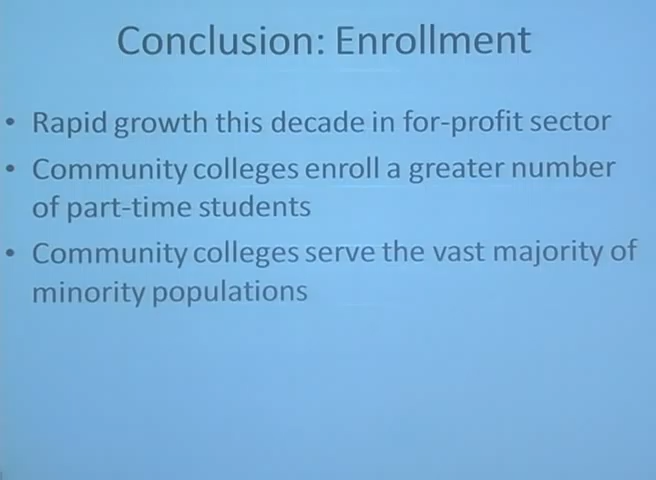 Conclusion: Enrollment
• Rapid growth this decade in for-profit sector
• Community colleges enroll a greater number
of part-time students
• Community colleges serve the vast majority of
minority populations